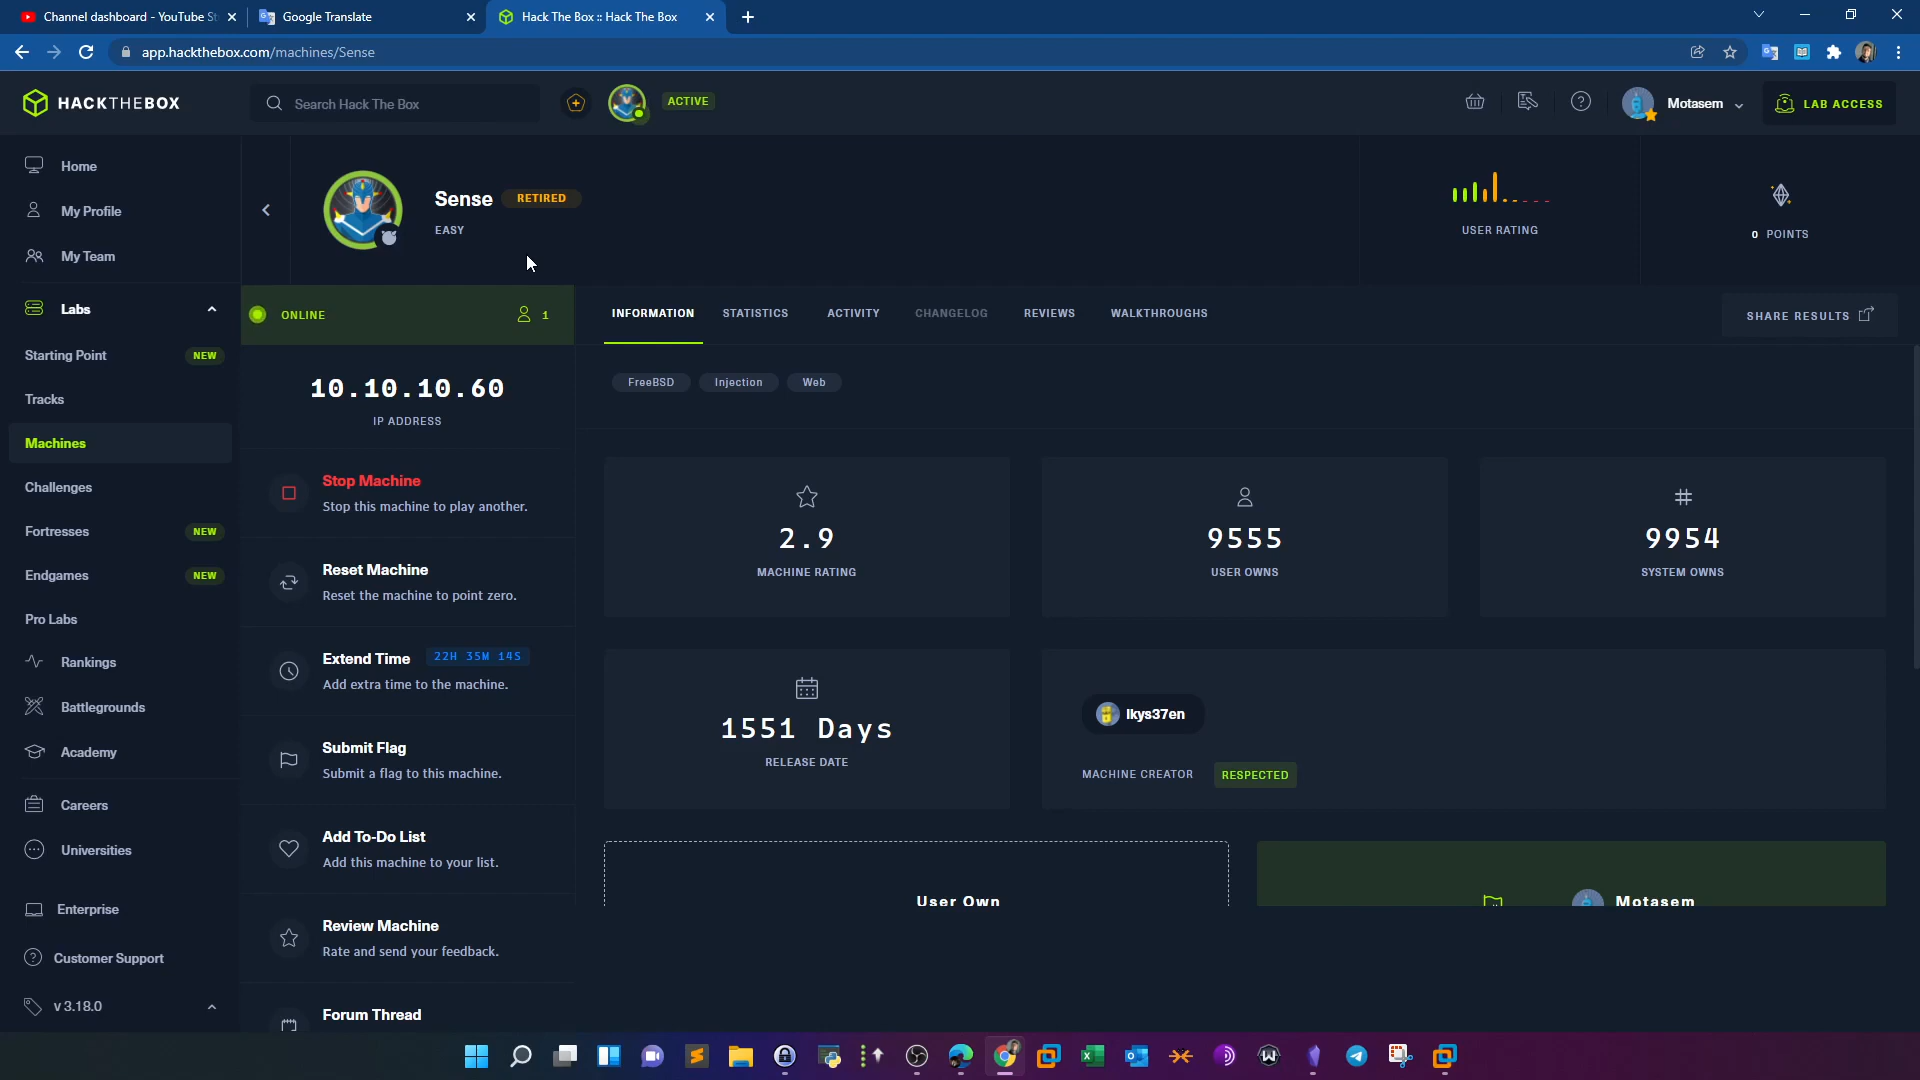 Channel dashboard - YouTube St
Google Translate
Hack The Box :: Hack The Box
app.hackthebox.com/machines/Sense
HACKTHEBOX
Search Hack The Box
ACTIVE
Motasem
LAB ACCESS
Home
My Profile
My Team
Labs
Starting Point NEW
Tracks
Machines
Challenges
Fortresses NEW
Endgames NEW
Pro Labs
Rankings
Battlegrounds
Academy
Careers
Universities
Enterprise
Customer Support
v 3.18.0
Sense RETIRED
EASY
USER RATING
0 POINTS
ONLINE 1
10.10.10.60
IP ADDRESS
Stop Machine
Stop this machine to play another.
Reset Machine
Reset the machine to point zero.
Extend Time 22H 35M 14S
Add extra time to the machine.
Submit Flag
Submit a flag to this machine.
Add To-Do List
Add this machine to your list.
Review Machine
Rate and send your feedback.
Forum Thread
INFORMATION STATISTICS ACTIVITY CHANGELOG REVIEWS WALKTHROUGHS
SHARE RESULTS
FreeBSD Injection Web
2.9
MACHINE RATING
9555
USER OWNS
9954
SYSTEM OWNS
1551 Days
RELEASE DATE
lkys37en
MACHINE CREATOR RESPECTED
User Own
Motasem